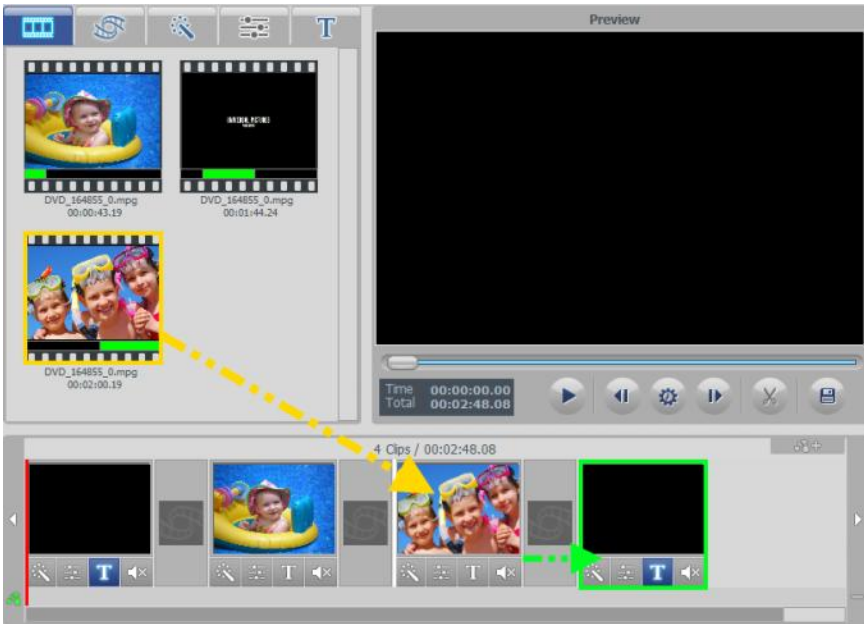 T
Preview
DVD_164855_0.mpg
00:00:43.19
DVD_164855_0.mpg
00:01:44.24
DVD_164855_0.mpg
00:02:00.19
Time 00:00:00.00
Total 00:02:48.08
4 Clips / 00:02:48.08
T
T
T
T